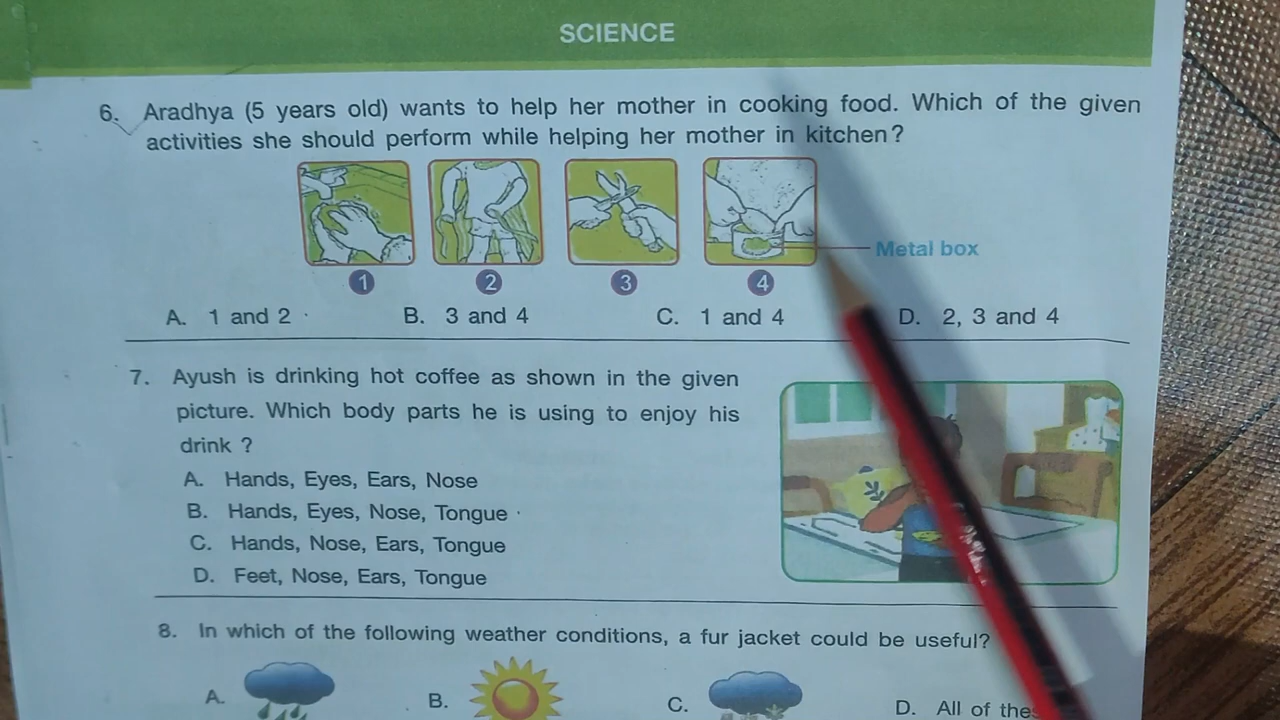 SCIENCE
6. Aradhya (5 years old) wants to help her mother in cooking food. Which of the given
activities she should perform while helping her mother in kitchen?
Metal box
1 2 3 4
A. 1 and 2 B. 3 and 4 C. 1 and 4 D. 2, 3 and 4
7. Ayush is drinking hot coffee as shown in the given
picture. Which body parts he is using to enjoy his
drink ?
A. Hands, Eyes, Ears, Nose
B. Hands, Eyes, Nose, Tongue
C. Hands, Nose, Ears, Tongue
D. Feet, Nose, Ears, Tongue
8. In which of the following weather conditions, a fur jacket could be useful?
A. B. C. D. All of